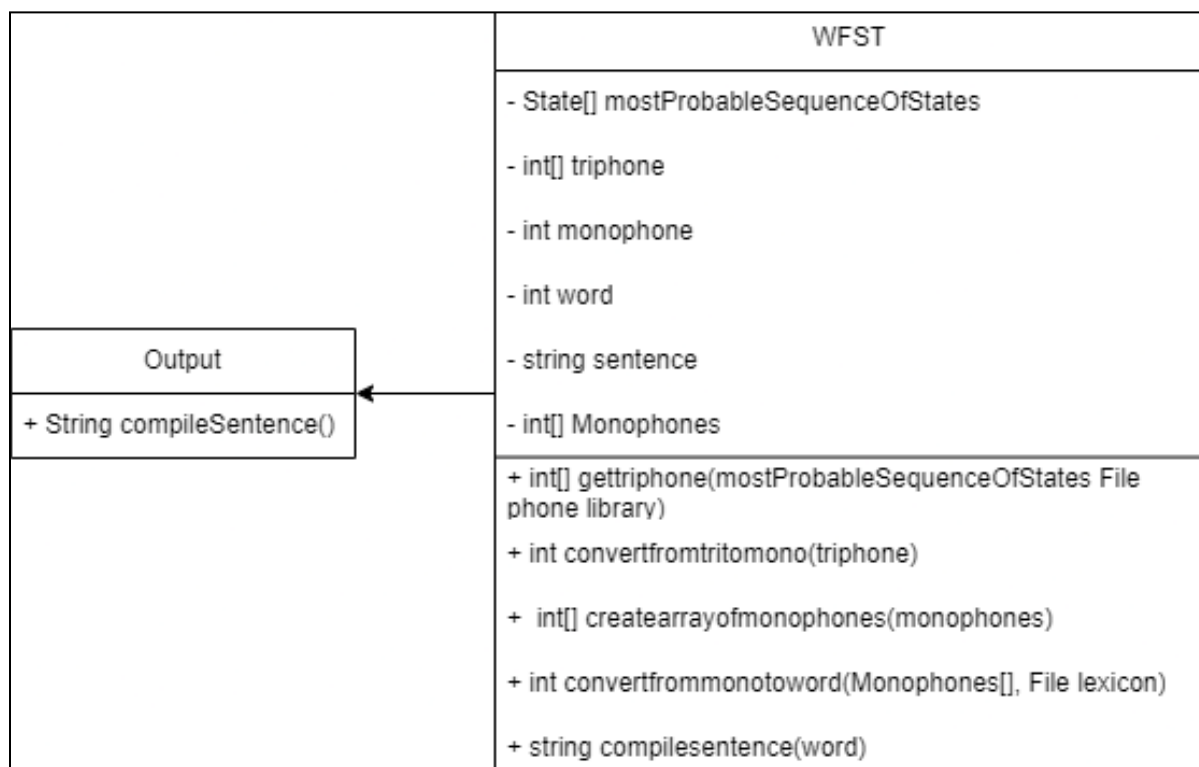 WFST
- State[] mostProbableSequenceOfStates
- int[] triphone
- int monophone
- int word
- string sentence
- int[] Monophones
+ int[] gettriphone(mostProbableSequenceOfStates File
phone library)
+ int convertfromtritomono(triphone)
+ int[] createarrayofmonophones(monophones)
+ int convertfrommonotoword(Monophones[], File lexicon)
+ string compilesentence(word)
Output
+ String compileSentence()